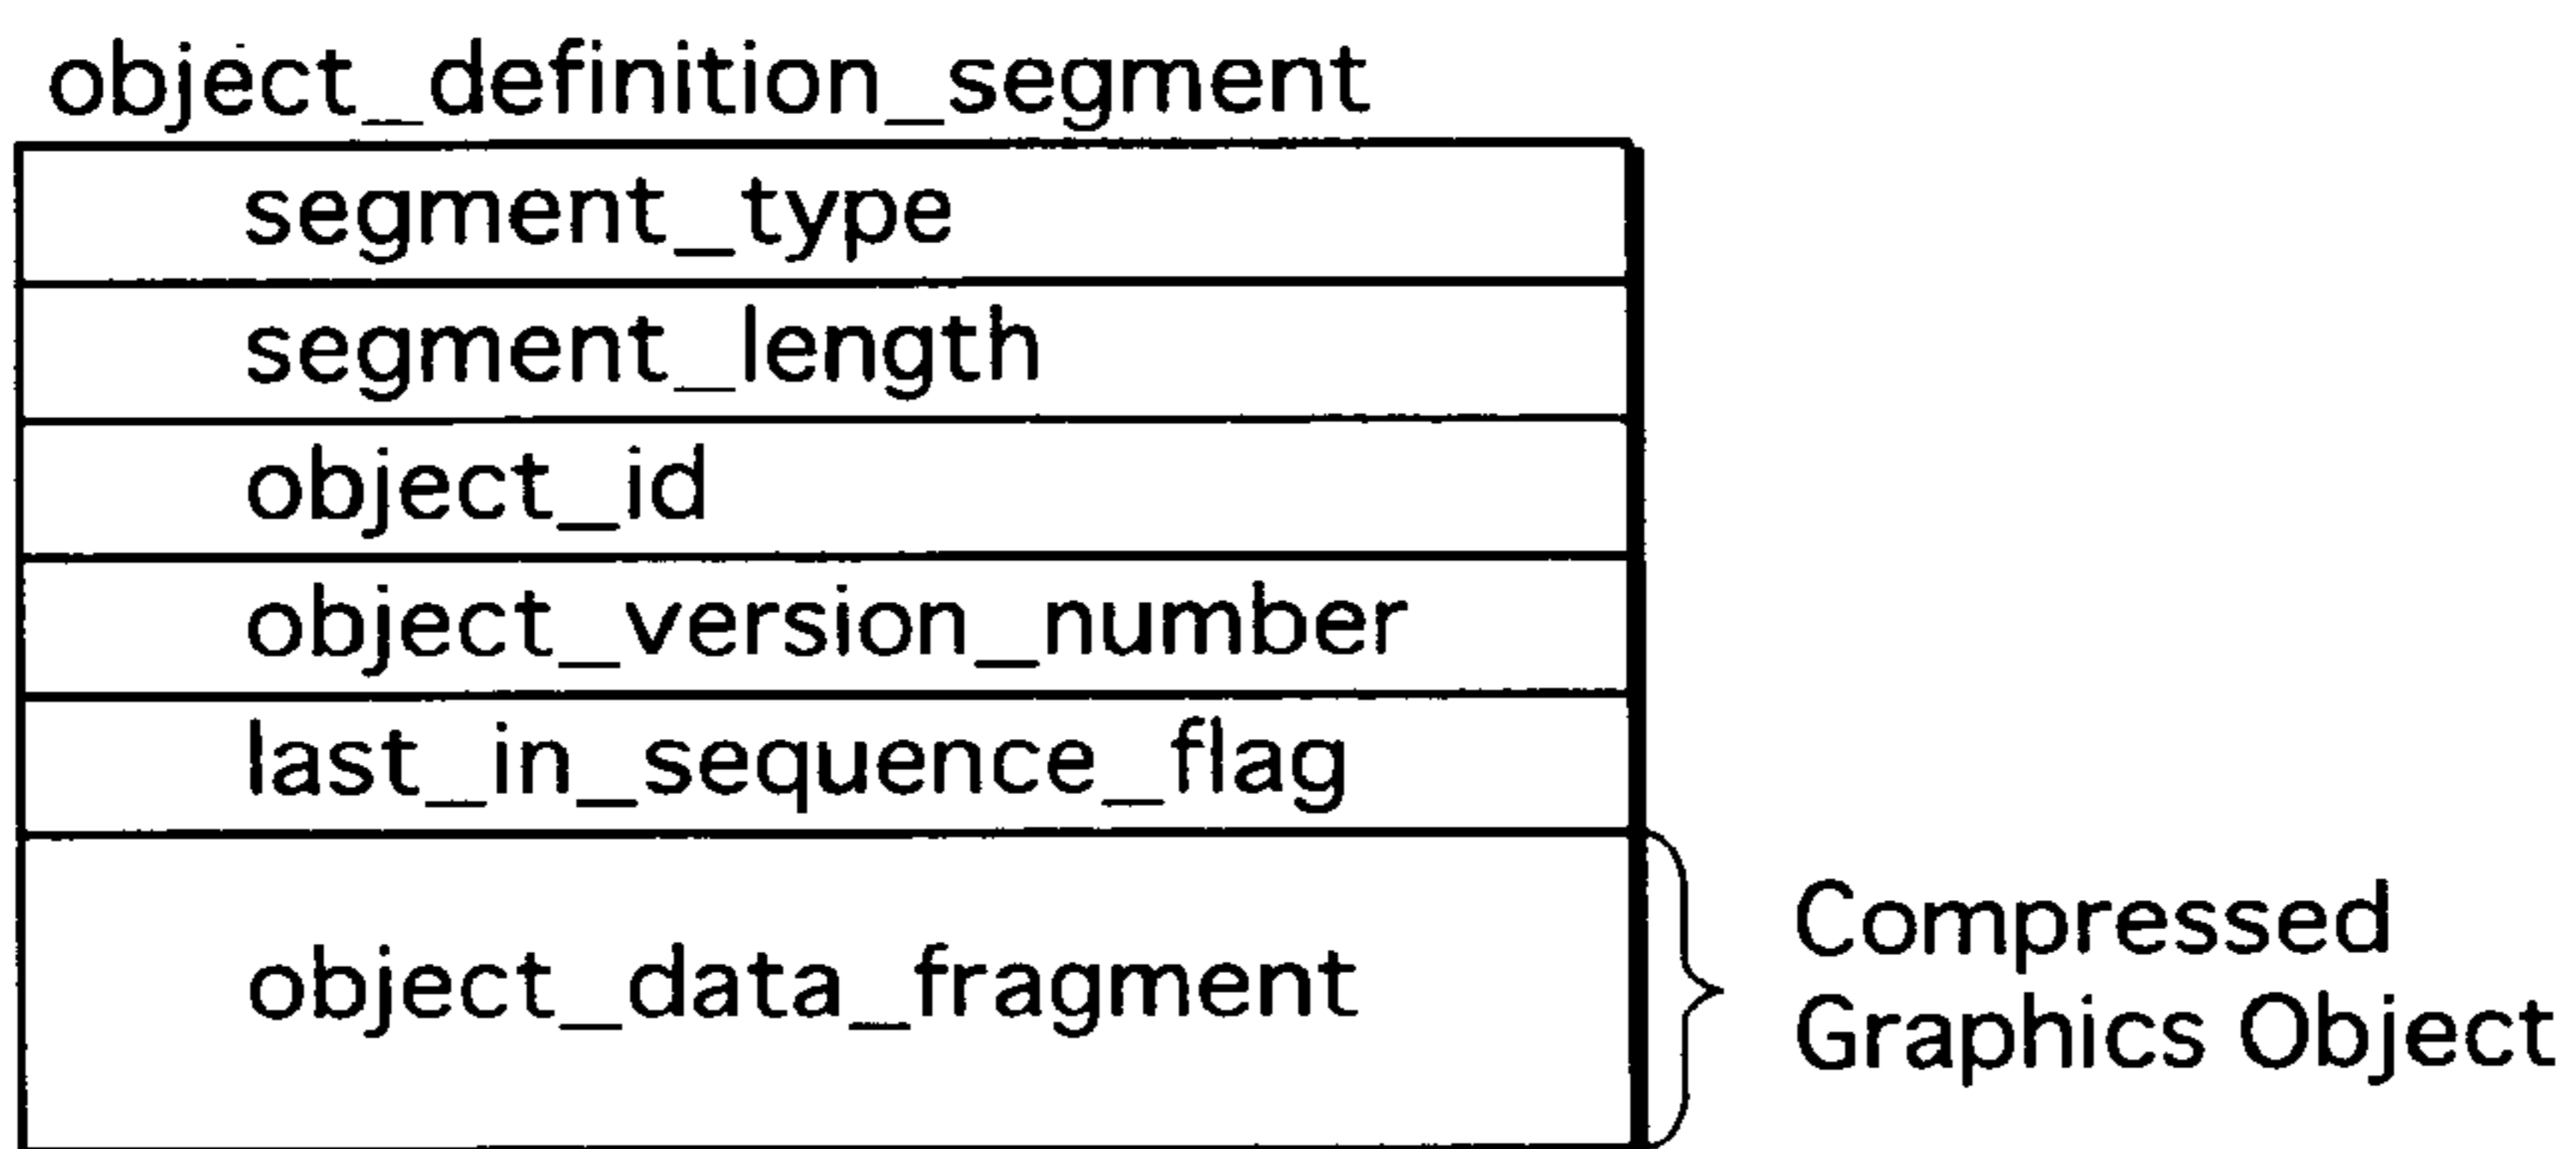 object_definition_segment
segment_type
segment_length
object_id
object_version_number
last_in_sequence_flag
object_data_fragment
Compressed
Graphics Object